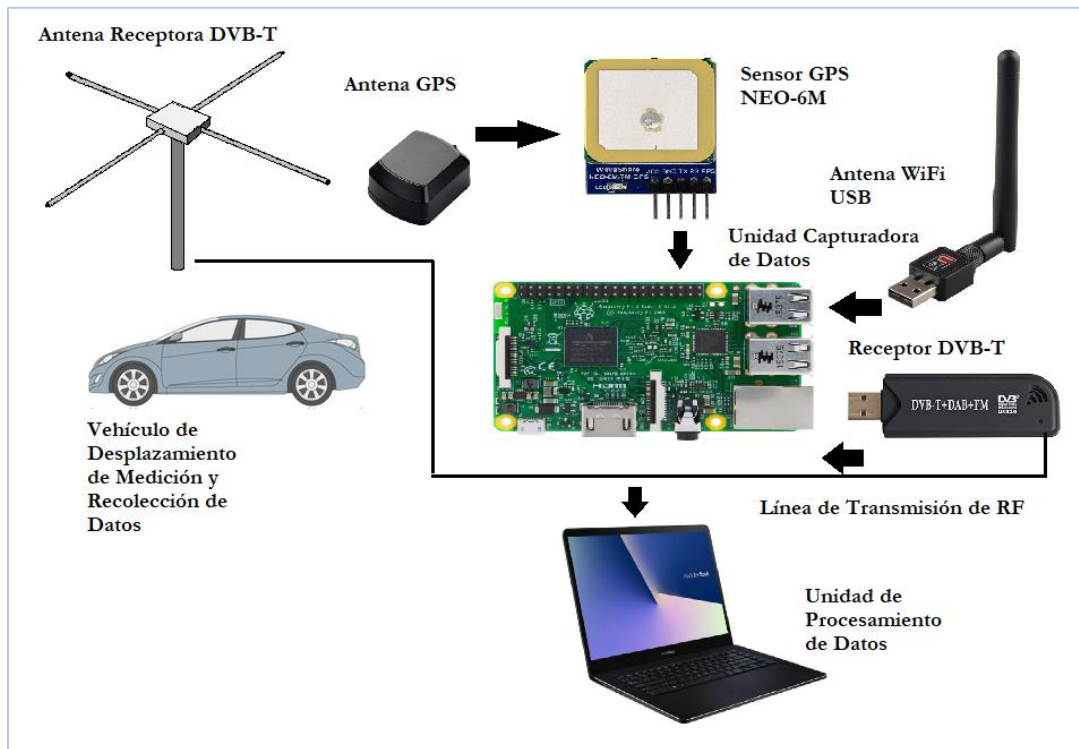 Antena Receptora DVB-T
Antena GPS
Sensor GPS
NEO-6M
Antena WiFi
USB
Unidad Capturadora
de Datos
Receptor DVB-T
DVB-T+DAB+FM
HDMI
Vehículo de
Desplazamiento
de Medición y
Recolección de
Datos
Línea de Transmisión de RF
Unidad de
Procesamiento
de Datos